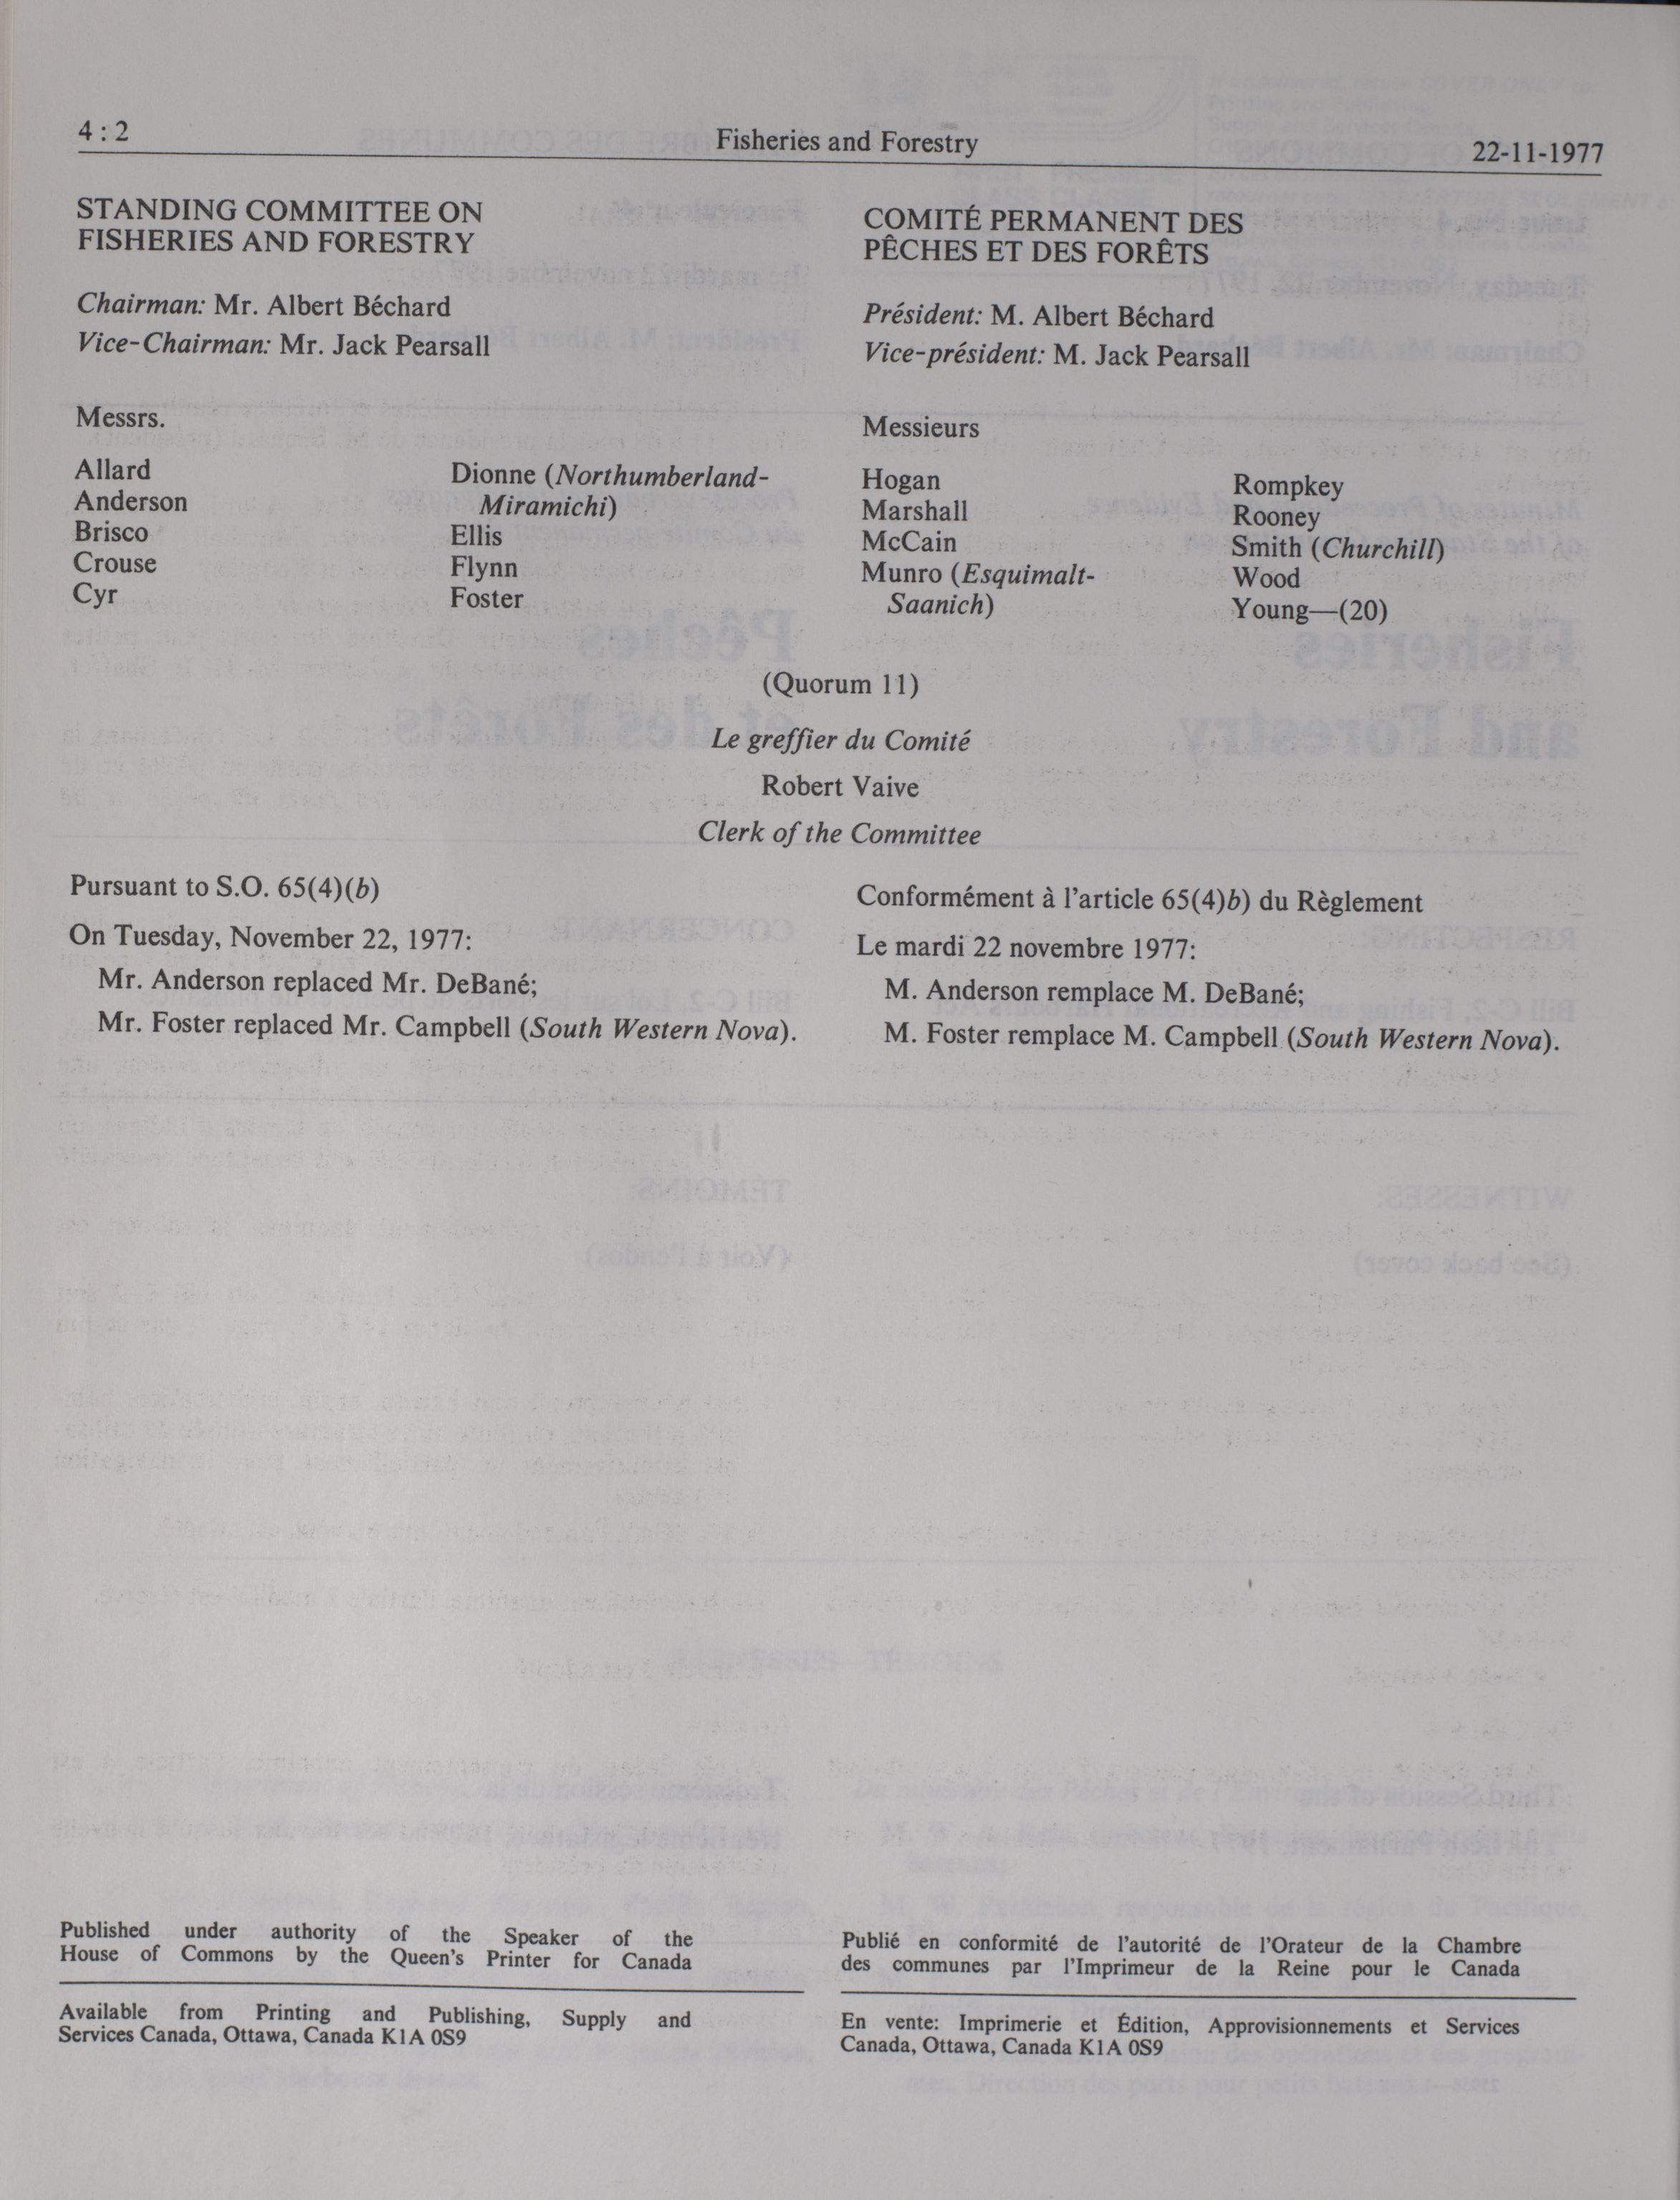 4 : 2
Fisheries and Forestry
22-11-1977
STANDING COMMITTEE ON
FISHERIES AND FORESTRY
Chairman: Mr. Albert Béchard
Vice-Chairman: Mr. Jack Pearsall
COMITÉ PERMANENT DES
PÊCHES ET DES FORÊTS
Président: M. Albert Béchard
Vice-président: M. Jack Pearsall
Messrs.
Allard
Anderson
Brisco
Crouse
Cyr
Dionne (Northumberland-
Miramichi)
Ellis
Flynn
Foster
Messieurs
Hogan
Marshall
McCain
Munro (Esquimalt-
Saanich)
Rompkey
Rooney
Smith (Churchill)
Wood
Young—(20)
(Quorum 11)
Le greffier du Comité
Robert Vaive
Clerk of the Committee
Pursuant to S.O. 65(4)(b)
On Tuesday, November 22, 1977:
Mr. Anderson replaced Mr. DeBané;
Mr. Foster replaced Mr. Campbell (South Western Nova).
Conformément à l'article 65(4)b) du Règlement
Le mardi 22 novembre 1977:
M. Anderson remplace M. DeBané;
M. Foster remplace M. Campbell (South Western Nova).
Published under authority of the Speaker of the
House of Commons by the Queen's Printer for Canada
Available from Printing and Publishing, Supply and
Services Canada, Ottawa, Canada K1A 0S9
Publié en conformité de l'autorité de l'Orateur de la Chambre
des communes par l'Imprimeur de la Reine pour le Canada
En vente: Imprimerie et Édition, Approvisionnements et Services
Canada, Ottawa, Canada K1A 0S9